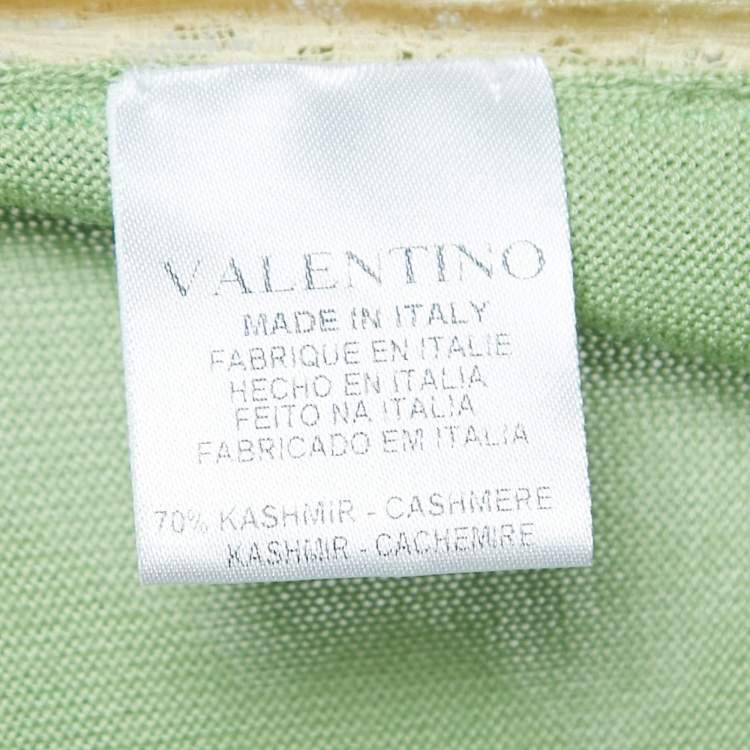 VALENTINO
MADE IN ITALY
FABRIQUE EN ITALIE
HECHO EN ITALIA
FEITO NA ITALIA
FABRICADO EM ITALIA
70% KASHMIR - CASHMERE
KASHMIR - CACHEMIRE